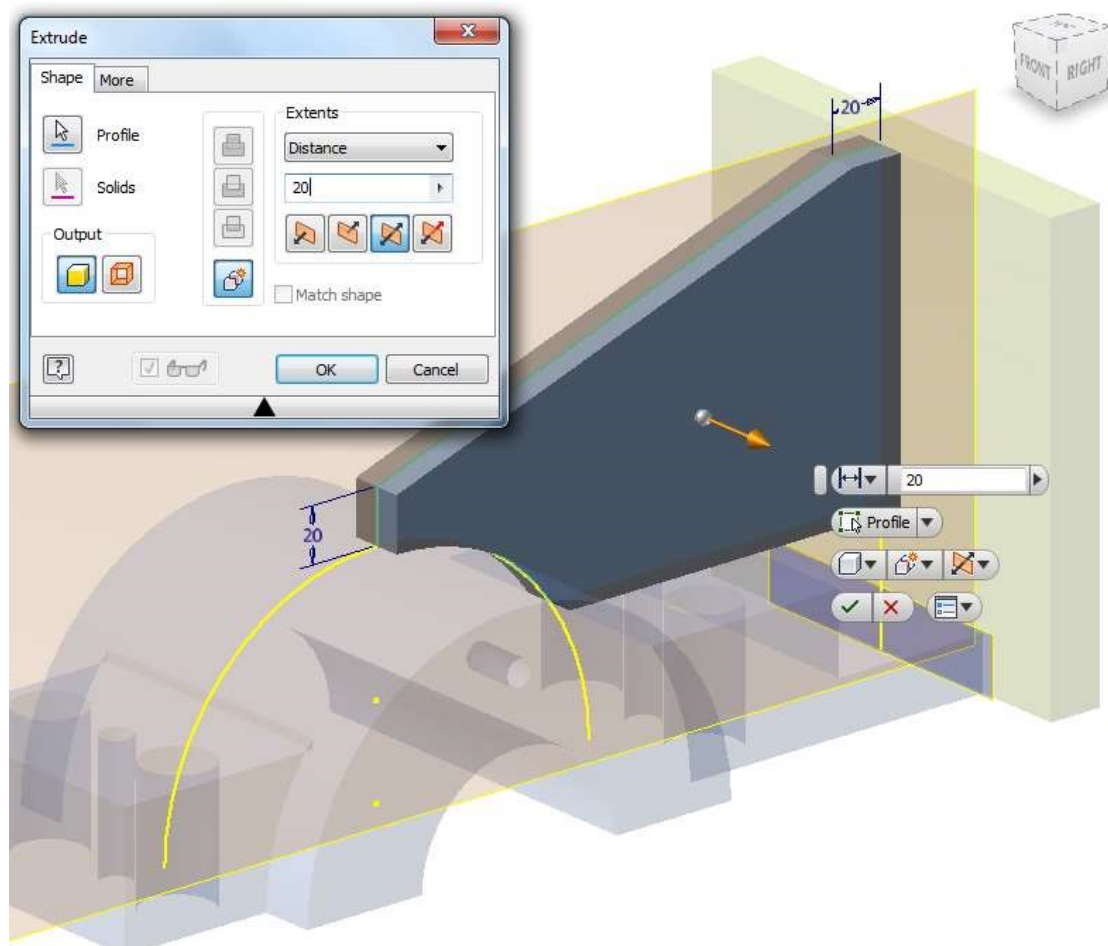 Extrude
Shape More
Profile
Solids
Output
Extents
Distance
20
Match shape
OK Cancel
20
FRONT RIGHT
20
20
Profile